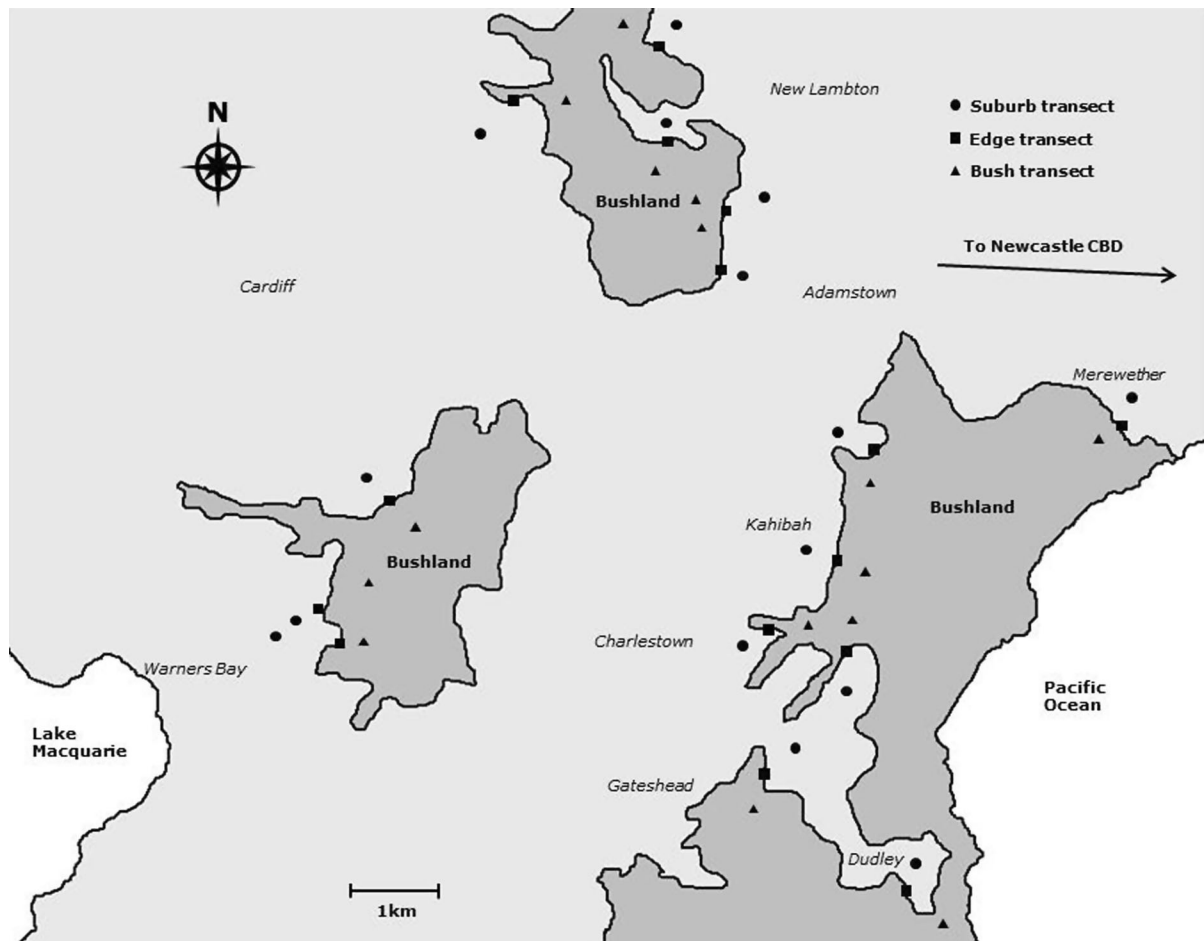 New Lambton
N
Suburb transect
Edge transect
Bush transect
Bushland
To Newcastle CBD
Cardiff
Adamstown
Merewether
Bushland
Kahibah
Bushland
Charlestown
Warners Bay
Pacific
Ocean
Lake
Macquarie
Gateshead
Dudley
1km